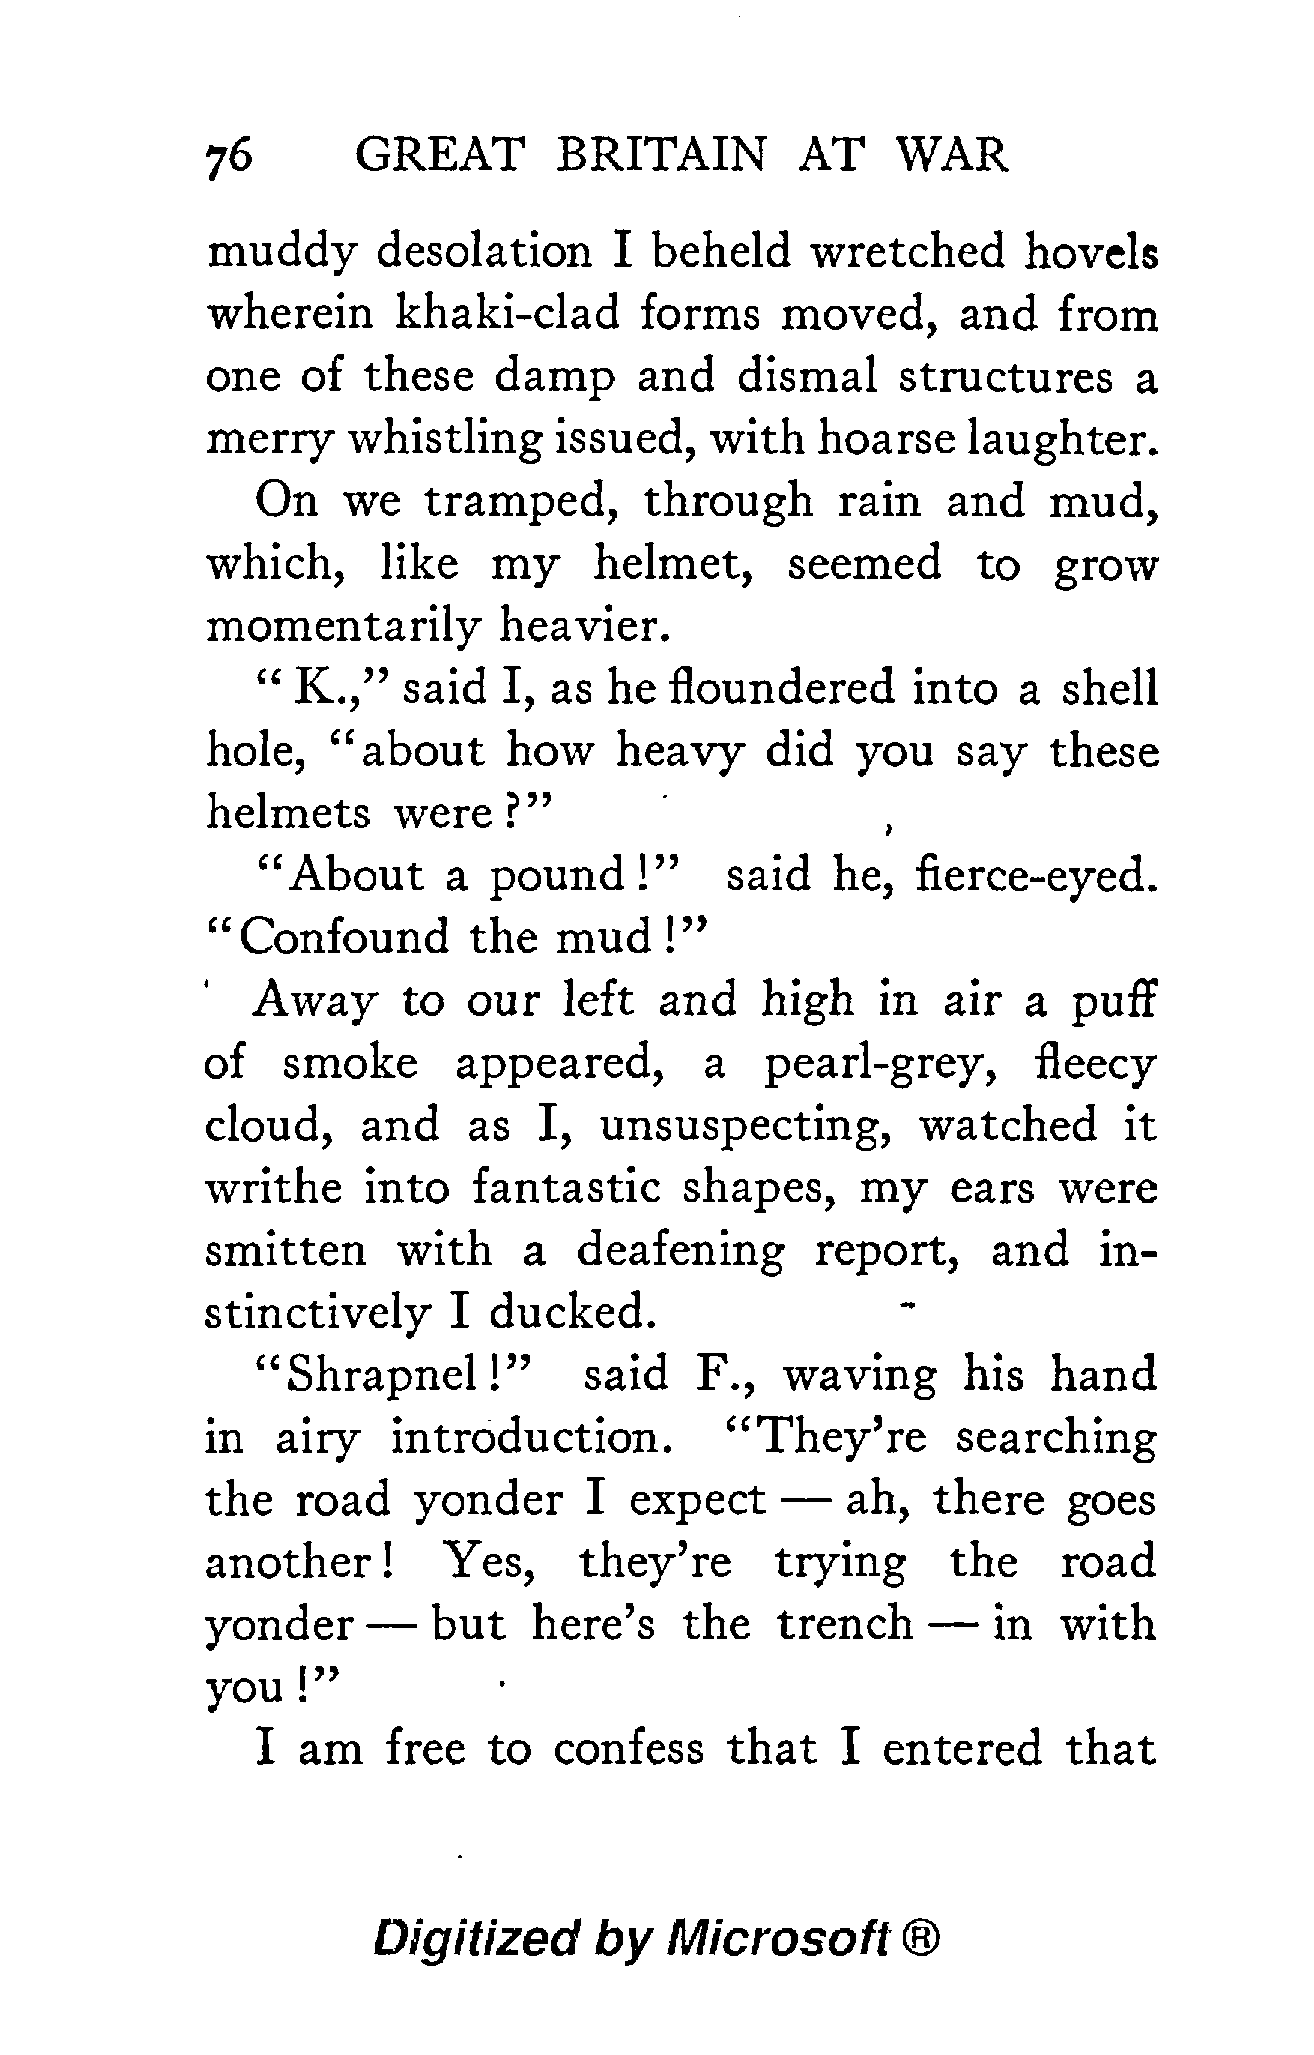 76 GREAT BRITAIN AT WAR
muddy desolation I beheld wretched hovels
wherein khaki-clad forms moved, and from
one of these damp and dismal structures a
merry whistling issued, with hoarse laughter.
On we tramped, through rain and mud,
which, like my helmet, seemed to grow
momentarily heavier.
“K.,” said I, as he floundered into a shell
hole, “about how heavy did you say these
helmets were?”
“About a pound!” said he, fierce-eyed.
“Confound the mud!”
Away to our left and high in air a puff
of smoke appeared, a pearl-grey, fleecy
cloud, and as I, unsuspecting, watched it
writhe into fantastic shapes, my ears were
smitten with a deafening report, and in-
stinctively I ducked.
“Shrapnel!” said F., waving his hand
in airy introduction. “They’re searching
the road yonder I expect — ah, there goes
another! Yes, they’re trying the road
yonder — but here’s the trench — in with
you!”
I am free to confess that I entered that
Digitized by Microsoft ®